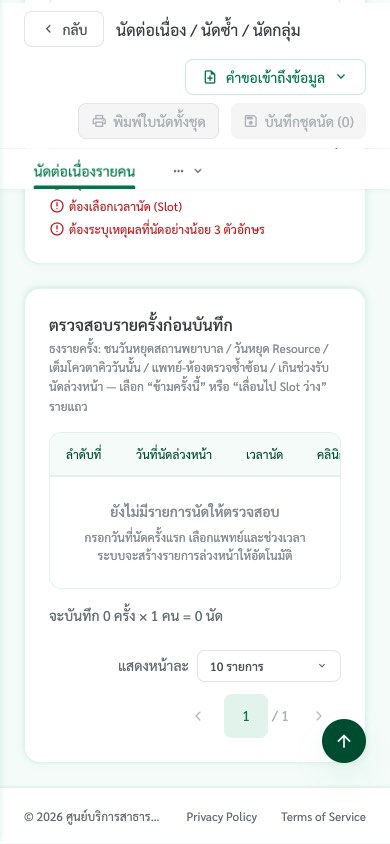 กลับ
นัดต่อเนื่อง / นัดซ้ำ / นัดกลุ่ม
คำขอเข้าถึงข้อมูล
พิมพ์ใบนัดทั้งชุด
บันทึกชุดนัด (0)
นัดต่อเนื่องรายคน
...
ต้องเลือกเวลานัด (Slot)
ต้องระบุเหตุผลที่นัดอย่างน้อย 3 ตัวอักษร
ตรวจสอบรายครั้งก่อนบันทึก
ธงรายครั้ง: ชนวันหยุดสถานพยาบาล / วันหยุด Resource /
เต็มโควตาคิววันนั้น / แพทย์-ห้องตรวจซ้ำซ้อน / เกินช่วงรับ
นัดล่วงหน้า — เลือก “ข้ามครั้งนี้” หรือ “เลื่อนไป Slot ว่าง”
รายแถว
ลำดับที่ วันที่นัดล่วงหน้า เวลานัด คลินิ
ยังไม่มีรายการนัดให้ตรวจสอบ
กรอกวันที่นัดครั้งแรก เลือกแพทย์และช่วงเวลา
ระบบจะสร้างรายการล่วงหน้าให้อัตโนมัติ
จะบันทึก 0 ครั้ง × 1 คน = 0 นัด
แสดงหน้าละ 10 รายการ
1 / 1
© 2026 ศูนย์บริการสาธาร... Privacy Policy Terms of Service